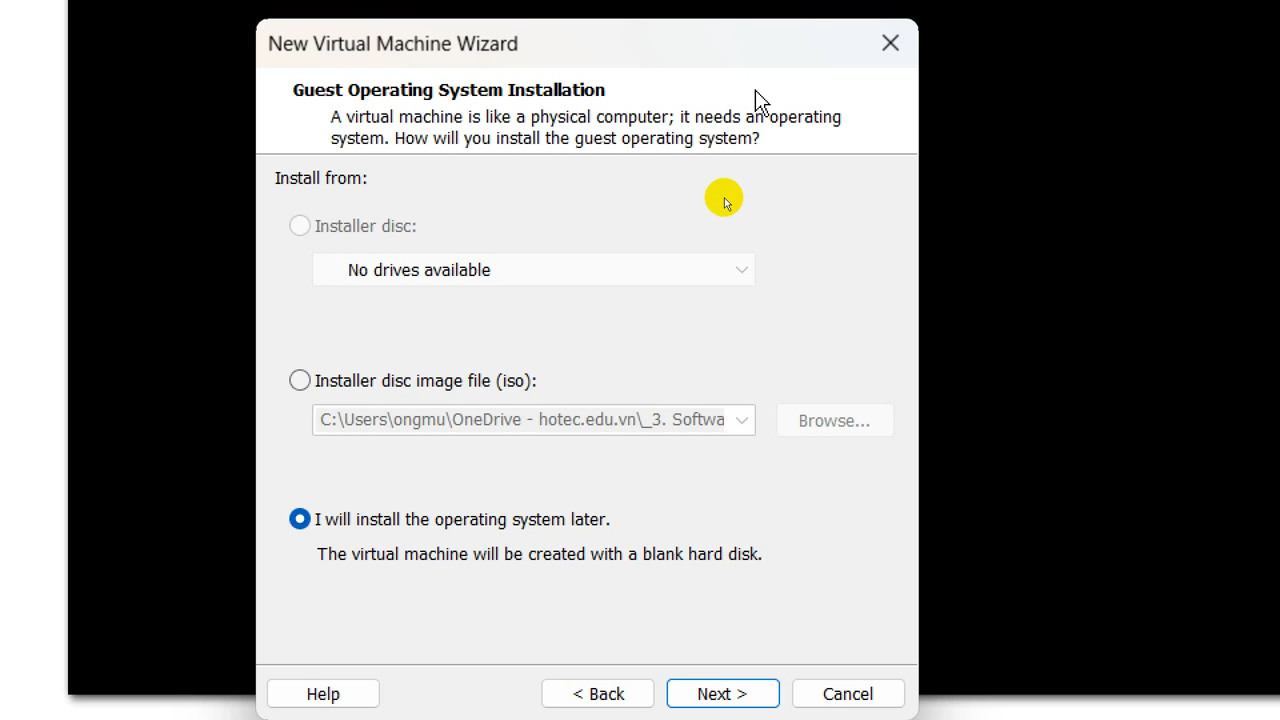 New Virtual Machine Wizard
Guest Operating System Installation
A virtual machine is like a physical computer; it needs an operating
system. How will you install the guest operating system?
Install from:
Installer disc:
No drives available
Installer disc image file (iso):
C:\Users\ongmu\OneDrive - hotec.edu.vn\_3. Softwa
Browse...
I will install the operating system later.
The virtual machine will be created with a blank hard disk.
Help
< Back
Next >
Cancel